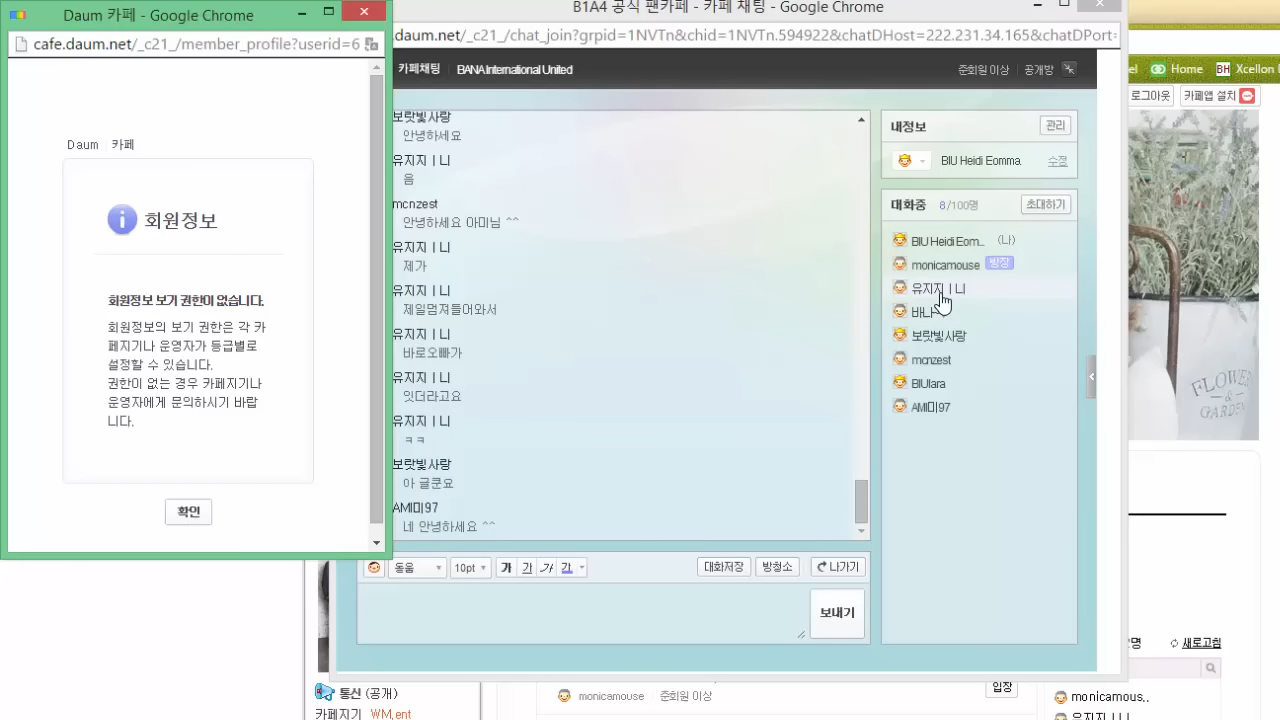 Daum 카페 - Google Chrome
cafe.daum.net/_c21_/member_profile?userid=6
Daum 카페
회원정보
회원정보 보기 권한이 없습니다.
회원정보의 보기 권한은 각 카
페지기나 운영자가 등급별로
설정할 수 있습니다.
권한이 없는 경우 카페지기나
운영자에게 문의하시기 바랍
니다.
확인
B1A4 공식 팬카페 - 카페 채팅 - Google Chrome
daum.net/_c21_/chat_join?grpid=1NVTn&chid=1NVTn.594922&chatDHost=222.231.34.165&chatDPort=
카페채팅 BANA International United
준회원 이상 공개방
보랏빛사랑
안녕하세요
유지지ㅣ니
음
mcnzest
안녕하세요 아미님 ^^
유지지ㅣ니
제가
유지지ㅣ니
제일멈져들어와서
유지지ㅣ니
바로오빠가
유지지ㅣ니
잇더라고요
유지지ㅣ니
ㅋㅋ
보랏빛사랑
아 글쿤요
AMI미97
네 안녕하세요 ^^
돋움 10pt 가 가 가 가
대화저장 방청소 나가기
보내기
내정보 관리
BIU Heidi Eomma 수정
대화중 8/100명 초대하기
BIU Heidi Eom... (나)
monicamouse 방장
유지지ㅣ니
보랏빛사랑
mcnzest
BIUlara
AMI미97
el Home BH Xcellon
로그아웃 카페앱 설치
FLOWER
&
GARDEN
명 새로고침
통신 (공개)
카페지기 WM.ent
monicamouse 준회원 이상 입장
monicamous..
유지지ㅣ니